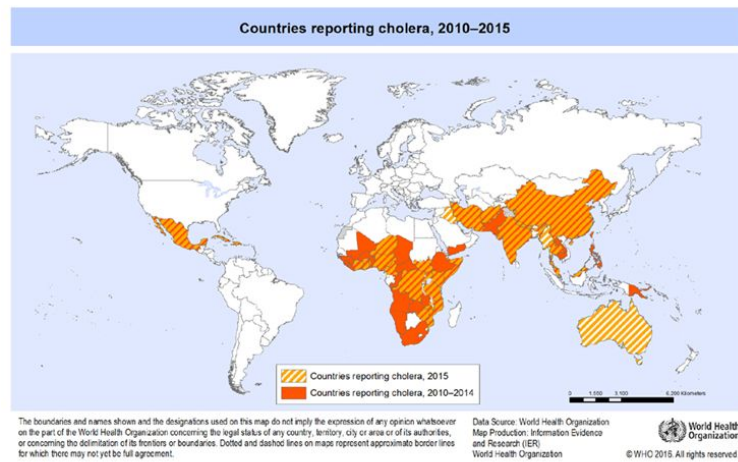 Countries reporting cholera, 2010–2015
Countries reporting cholera, 2015
Countries reporting cholera, 2010–2014
0 1,550 3,100 6,200 Kilometers
The boundaries and names shown and the designations used on this map do not imply the expression of any opinion whatsoever
on the part of the World Health Organization concerning the legal status of any country, territory, city or area or of its authorities,
or concerning the delimitation of its frontiers or boundaries. Dotted and dashed lines on maps represent approximate border lines
for which there may not yet be full agreement.
Data Source: World Health Organization
Map Production: Information Evidence
and Research (IER)
World Health Organization
World Health
Organization
© WHO 2016. All rights reserved